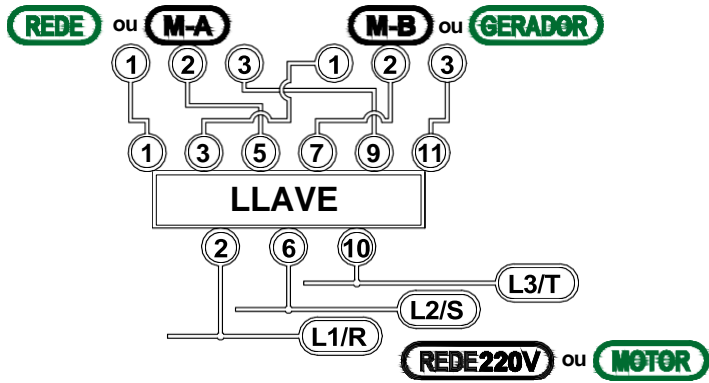 REDE ou M-A M-B ou GERADOR
1 2 3 1 2 3
1 3 5 7 9 11
LLAVE
2 6 10
L3/T
L2/S
L1/R
REDE220V ou MOTOR